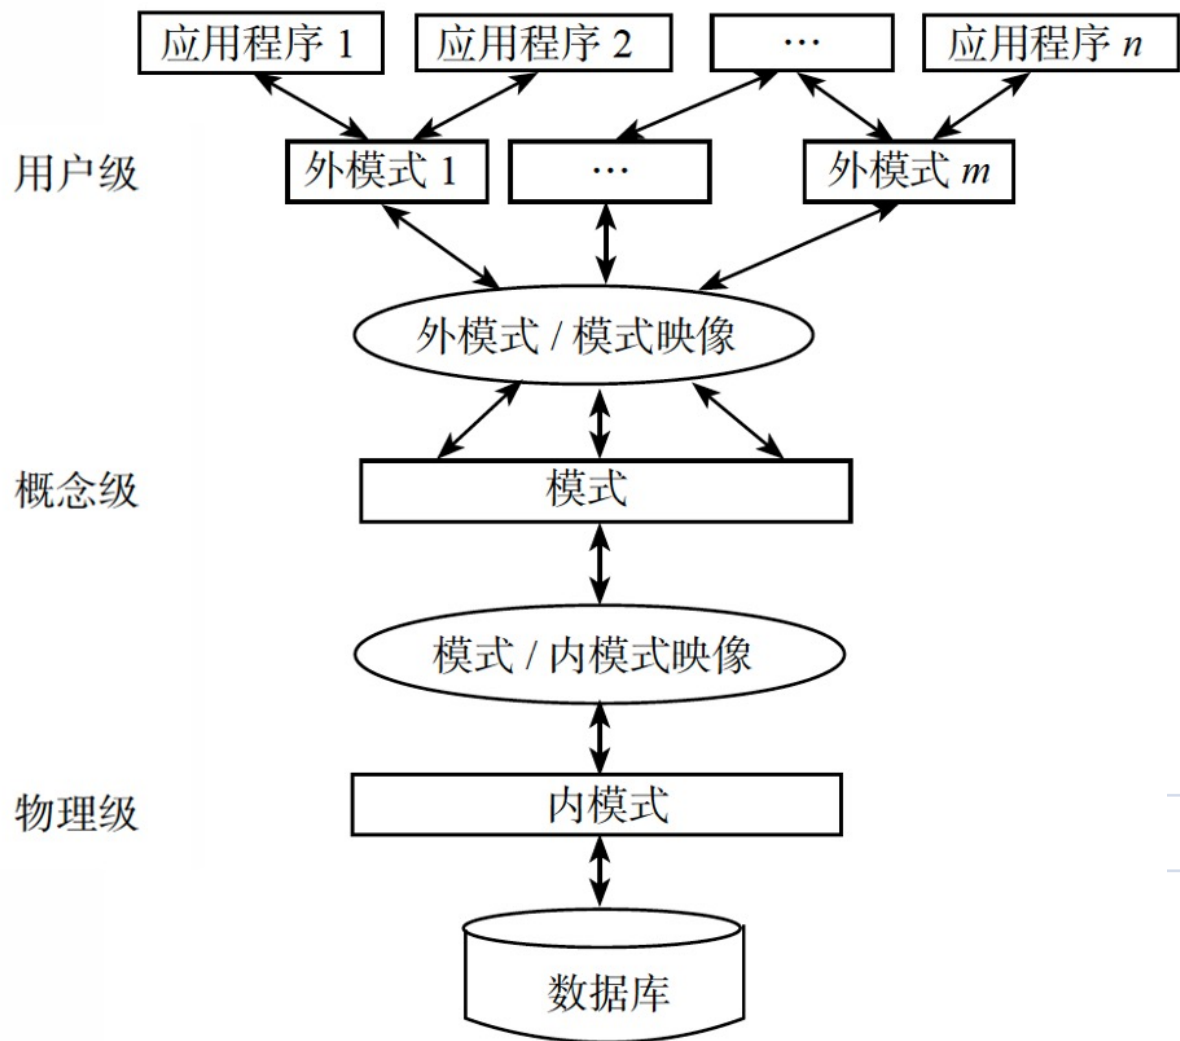 应用程序 1 应用程序 2 … 应用程序 n
用户级 外模式 1 … 外模式 m
外模式 / 模式映像
概念级 模式
模式 / 内模式映像
物理级 内模式
数据库